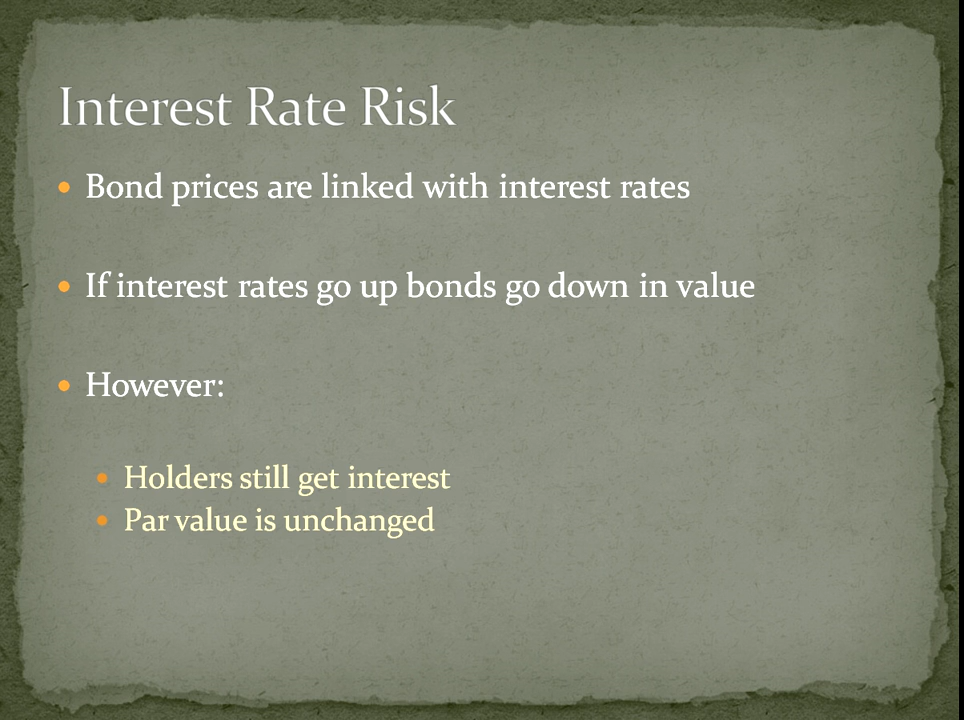 Interest Rate Risk
Bond prices are linked with interest rates
If interest rates go up bonds go down in value
However:
Holders still get interest
Par value is unchanged